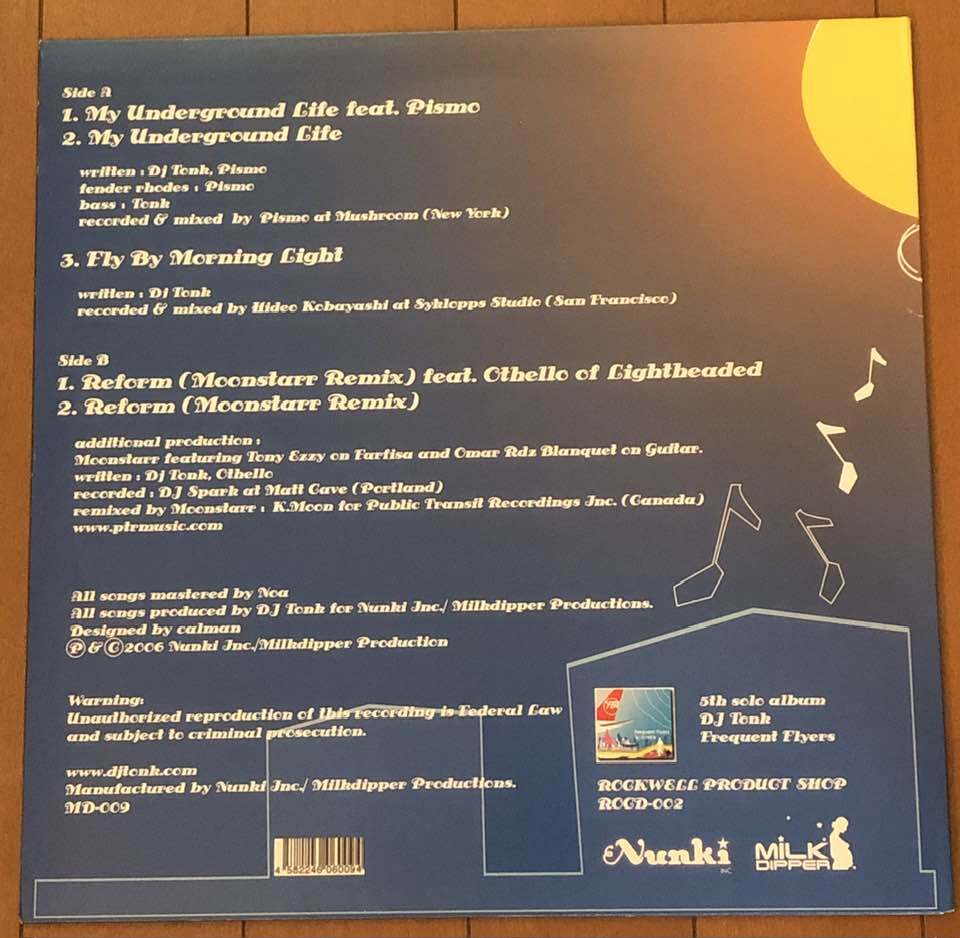 Side A
1. My Underground Life feat. Pismo
2. My Underground Life
written : Dj Tonk, Pismo
fender rhodes : Pismo
bass : Tonk
recorded & mixed by Pismo at Mushroom (New York)
3. Fly By Morning Light
written : Dj Tonk
recorded & mixed by Hideo Kobayashi at Syklopps Studio (San Francisco)
Side B
1. Reform (Moonstarr Remix) feat. Othello of Lightheaded
2. Reform (Moonstarr Remix)
additional production :
Moonstarr featuring Tony Ezzy on Farfisa and Omar Rdz Blanquet on Guitar.
written : Dj Tonk, Othello
recorded : DJ Spark at Matt Cave (Portland)
remixed by Moonstarr : K.Moon for Public Transit Recordings Inc. (Canada)
www.ptrmusic.com
All songs mastered by Noa
All songs produced by DJ Tonk for Nunki Inc./ Milkdipper Productions.
Designed by calman
Ⓟ & Ⓒ2006 Nunki Inc./Milkdipper Production
Warning:
Unauthorized reproduction of this recording is Federal Law
and subject to criminal prosecution.
www.djtonk.com
Manufactured by Nunki Inc./ Milkdipper Productions.
MD-009
4 582246 060094
5th solo album
DJ Tonk
Frequent Flyers
ROCKWELL PRODUCT SHOP
ROCD-002
Nunki
INC
MILK
DIPPER